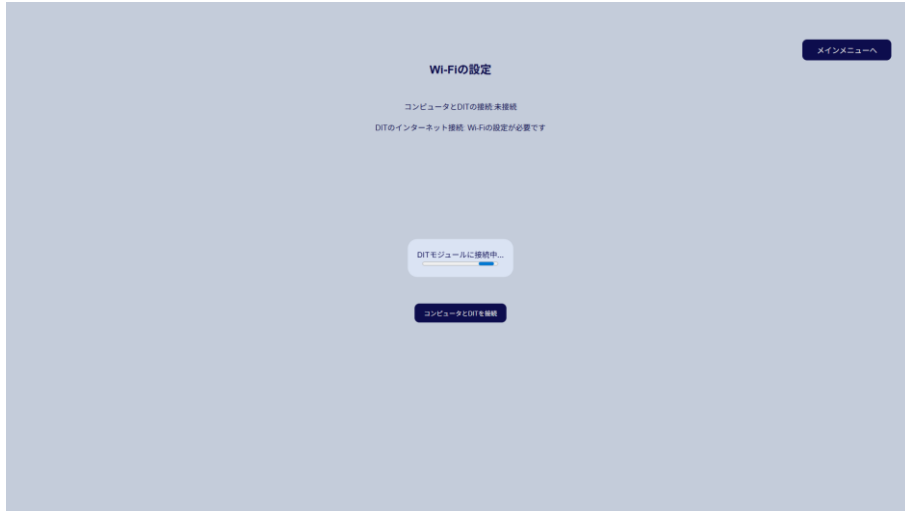 メインメニューへ
Wi-Fiの設定
コンピュータとDITの接続:未接続
DITのインターネット接続: Wi-Fiの設定が必要です
DITモジュールに接続中...
コンピュータとDITを接続